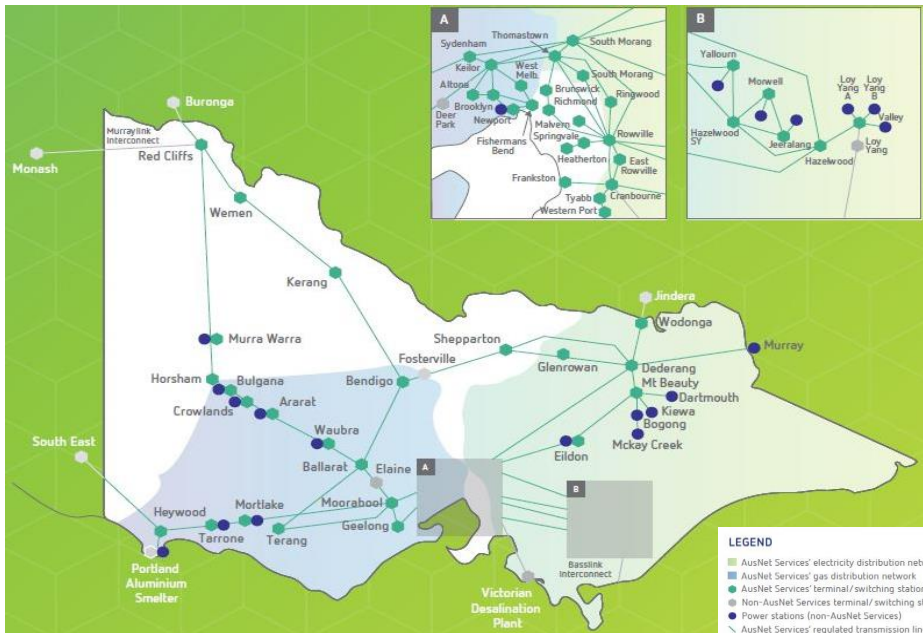 A
Thomastown
Sydenham
South Morang
Keilor
West
Melb.
South Morang
Altona
Brunswick
Ringwood
Richmond
Brooklyn
Deer
Park
Newport
Malvern
Springvale
Rowville
Fishermans
Bend
Heatherton
East
Rowville
Frankston
Cranbourne
Tyabb
Western Port
B
Yallourn
Morwell
Loy
Yang
A
Loy
Yang
B
Valley
Hazelwood
SY
Jeeralang
Loy
Yang
Hazelwood
Buronga
Murraylink
Interconnect
Monash
Red Cliffs
Wemen
Kerang
Jindera
Wodonga
Murra Warra
Shepparton
Murray
Fosterville
Glenrowan
Dederang
Horsham
Bulgana
Bendigo
Mt Beauty
Dartmouth
Crowlands
Ararat
Kiewa
Bogong
Waubra
Mckay Creek
South East
Ballarat
Elaine
Eildon
A
B
Heywood
Mortlake
Moorabool
Tarrone
Terang
Geelong
Portland
Aluminium
Smelter
Basslink
Interconnect
Victorian
Desalination
Plant
LEGEND
AusNet Services' electricity distribution netw
AusNet Services' gas distribution network
AusNet Services' terminal/switching station
Non-AusNet Services terminal/switching st
Power stations (non-AusNet Services)
AusNet Services' regulated transmission lin